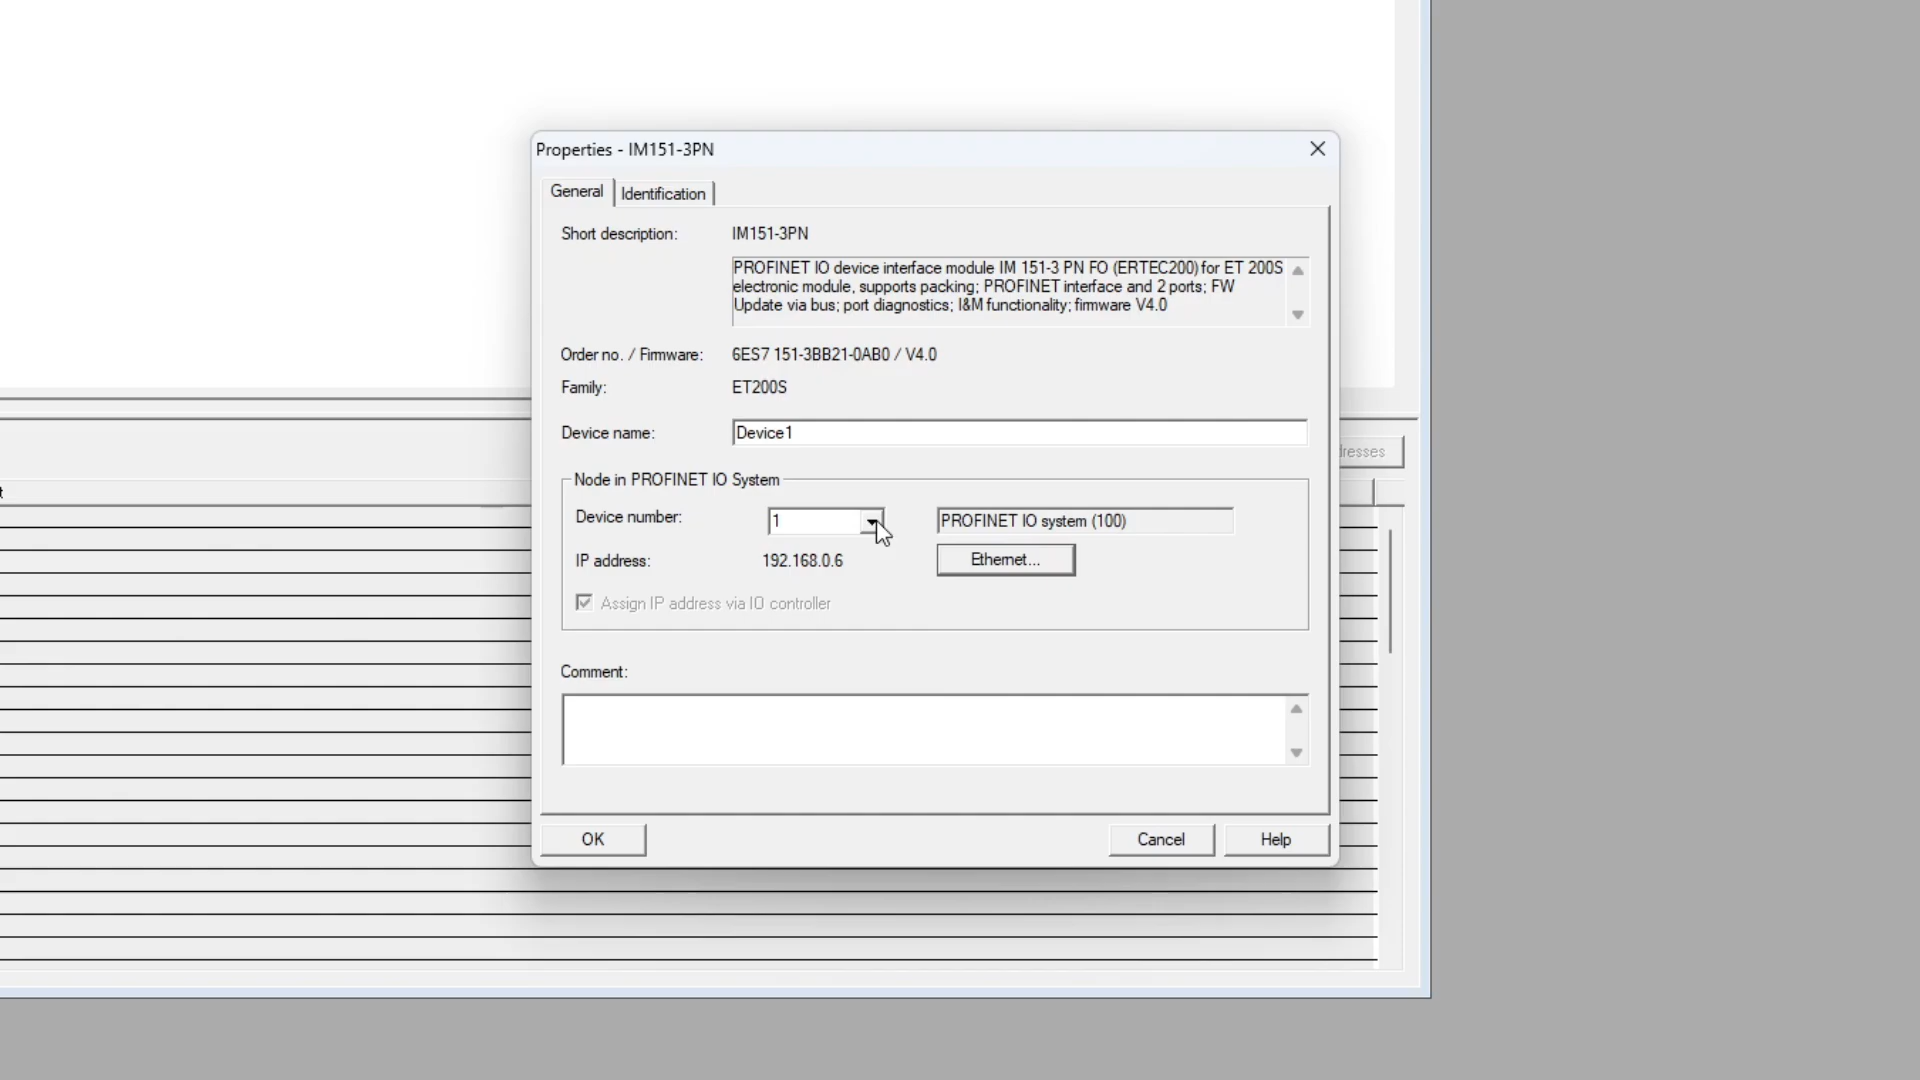 Properties - IM151-3PN
General
Identification
Short description:
IM151-3PN
PROFINET IO device interface module IM 151-3 PN FO (ERTEC200) for ET 200S
electronic module, supports packing; PROFINET interface and 2 ports; FW
Update via bus; port diagnostics; I&M functionality; firmware V4.0
Order no. / Firmware:
6ES7 151-3BB21-0AB0 / V4.0
Family:
ET200S
Device name:
Device1
Node in PROFINET IO System
Device number:
1
PROFINET IO system (100)
IP address:
192.168.0.6
Ethernet...
Assign IP address via IO controller
Comment:
OK
Cancel
Help